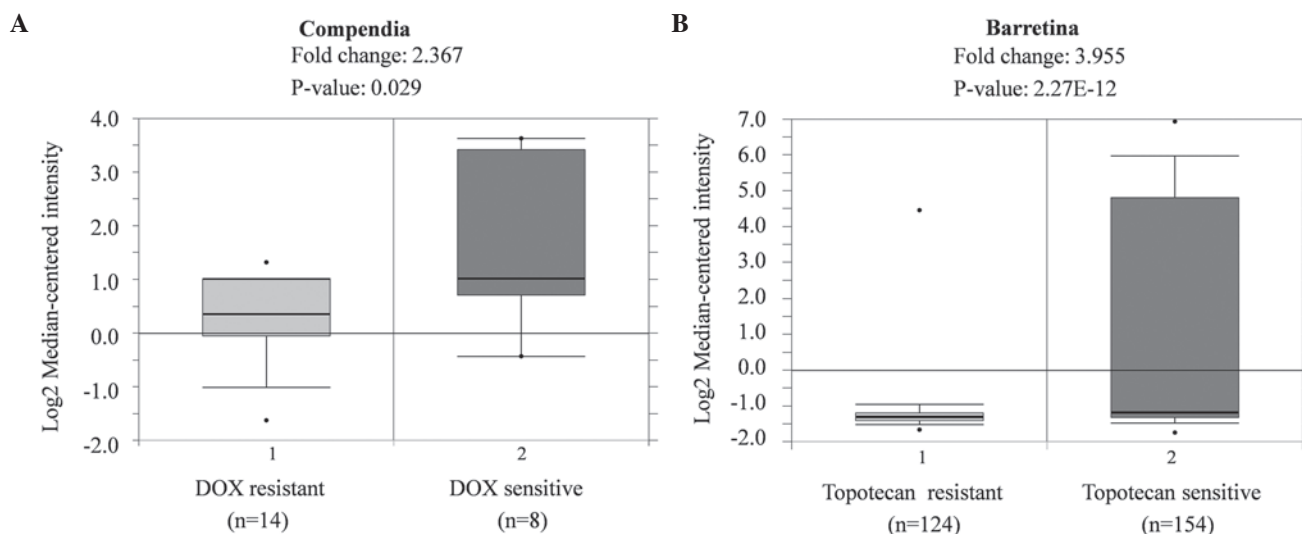 A
Compendia
Fold change: 2.367
P-value: 0.029
Log2 Median-centered intensity
4.0
3.0
2.0
1.0
0.0
-1.0
-2.0
1
2
DOX resistant
(n=14)
DOX sensitive
(n=8)
B
Barretina
Fold change: 3.955
P-value: 2.27E-12
Log2 Median-centered intensity
7.0
6.0
5.0
4.0
3.0
2.0
1.0
0.0
-1.0
-2.0
1
2
Topotecan resistant
(n=124)
Topotecan sensitive
(n=154)